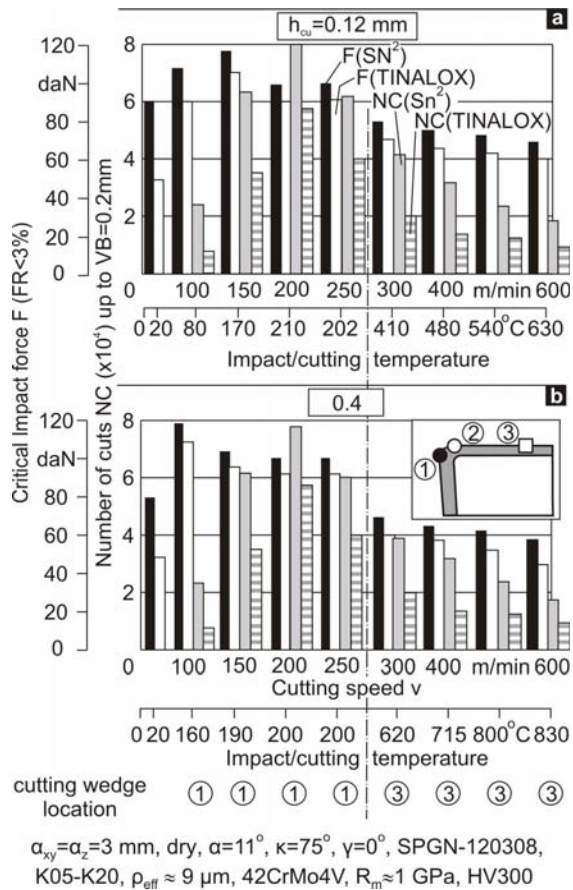 h_cu=0.12 mm
a
Critical Impact force F (FR<3%)
Number of cuts NC (x10⁴) up to VB=0.2mm
120
daN
80
60
40
20
0
8
6
4
2
0
F(SN²)
F(TINALOX)
NC(Sn²)
NC(TINALOX)
100 150 200 250 300 400 m/min 600
0 20 80 170 210 202 410 480 540°C 630
Impact/cutting temperature
0.4
b
120
daN
80
60
40
20
0
8
6
4
2
0
① ② ③
100 150 200 250 300 400 m/min 600
Cutting speed v
0 20 160 190 200 200 620 715 800°C 830
Impact/cutting temperature
cutting wedge location ① ① ① ① ③ ③ ③ ③
α_xy=α_z=3 mm, dry, α=11°, κ=75°, γ=0°, SPGN-120308,
K05-K20, ρ_eff ≈ 9 μm, 42CrMo4V, R_m≈1 GPa, HV300